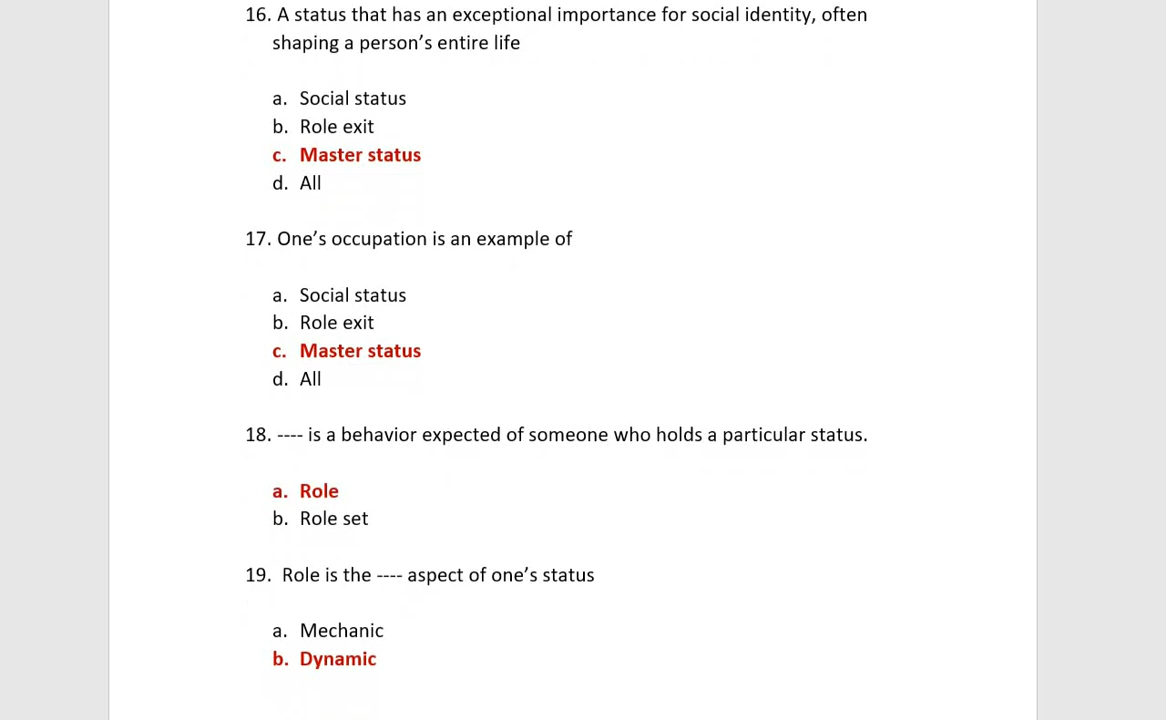 16. A status that has an exceptional importance for social identity, often
shaping a person’s entire life
a. Social status
b. Role exit
c. Master status
d. All
17. One’s occupation is an example of
a. Social status
b. Role exit
c. Master status
d. All
18. ---- is a behavior expected of someone who holds a particular status.
a. Role
b. Role set
19. Role is the ---- aspect of one’s status
a. Mechanic
b. Dynamic